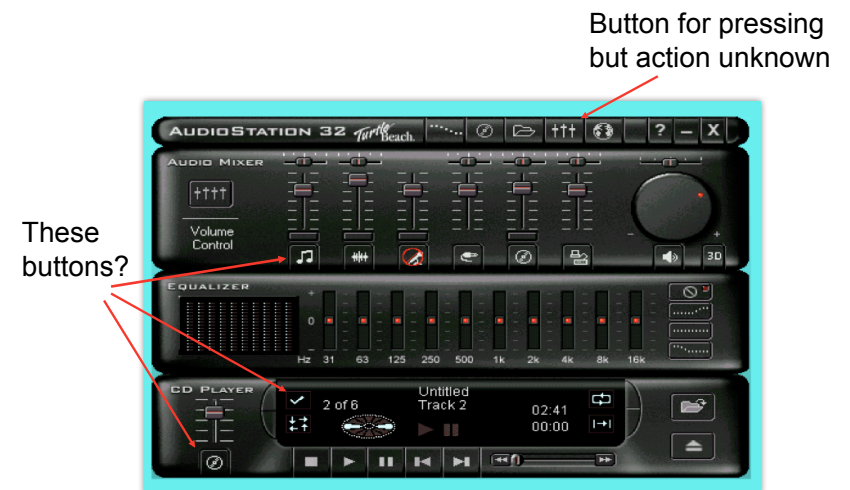 Button for pressing
but action unknown
AUDIOSTATION 32 Turtle Beach.
? – X
AUDIO MIXER
Volume
Control
- +
3D
These
buttons?
EQUALIZER
+
0
–
Hz 31 63 125 250 500 1k 2k 4k 8k 16k
CD PLAYER
2 of 6
Untitled
Track 2
02:41
00:00